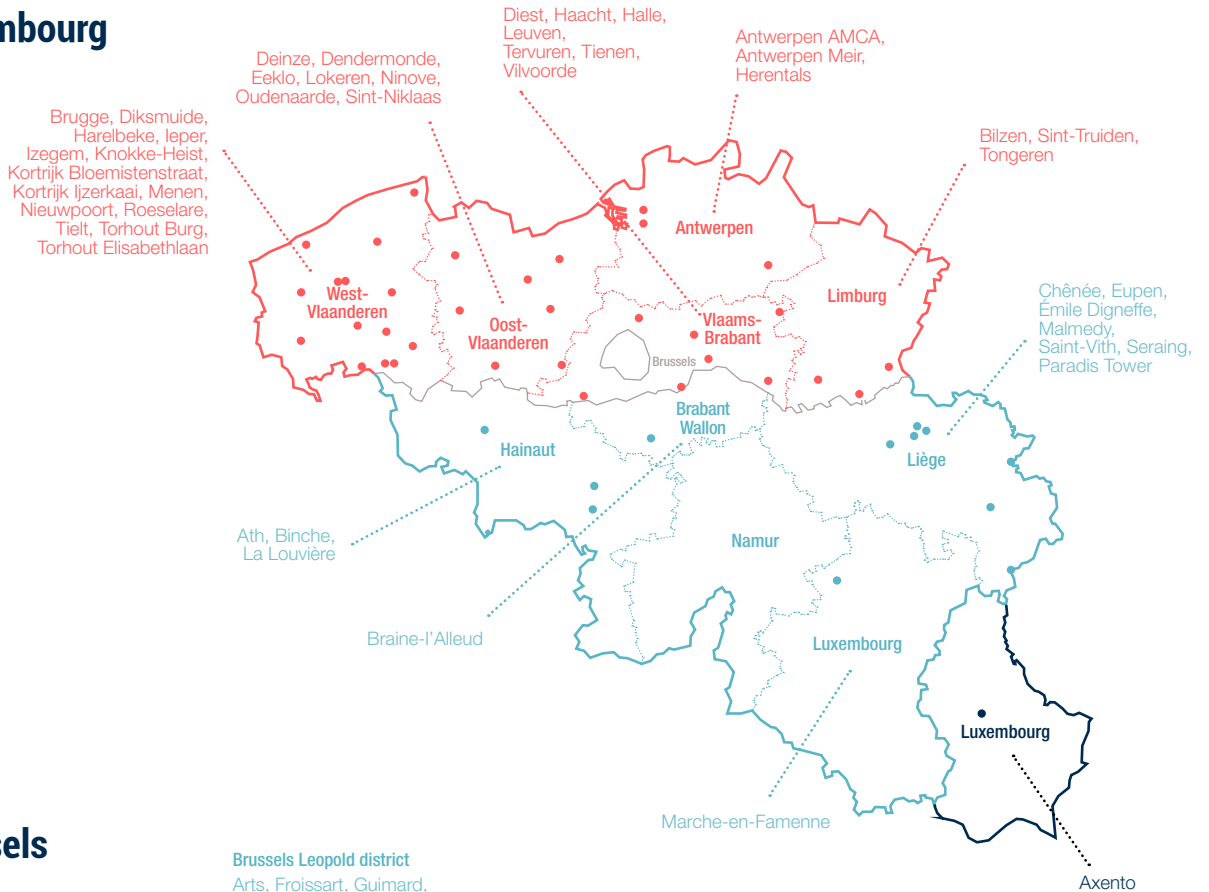 mbourg
Diest, Haacht, Halle,
Leuven,
Tervuren, Tienen,
Vilvoorde
Antwerpen AMCA,
Antwerpen Meir,
Herentals
Deinze, Dendermonde,
Eeklo, Lokeren, Ninove,
Oudenaarde, Sint-Niklaas
Brugge, Diksmuide,
Harelbeke, Ieper,
Izegem, Knokke-Heist,
Kortrijk Bloemistenstraat,
Kortrijk Ijzerkaai, Menen,
Nieuwpoort, Roeselare,
Tielt, Torhout Burg,
Torhout Elisabethlaan
Bilzen, Sint-Truiden,
Tongeren
Antwerpen
West-
Vlaanderen
Oost-
Vlaanderen
Vlaams-
Brabant
Limburg
Brussels
Chênée, Eupen,
Émile Digneffe,
Malmedy,
Saint-Vith, Seraing,
Paradis Tower
Brabant
Wallon
Hainaut
Liège
Ath, Binche,
La Louvière
Namur
Braine-l'Alleud
Luxembourg
Luxembourg
Marche-en-Famenne
Axento
sels
Brussels Leopold district
Arts, Froissart, Guimard,